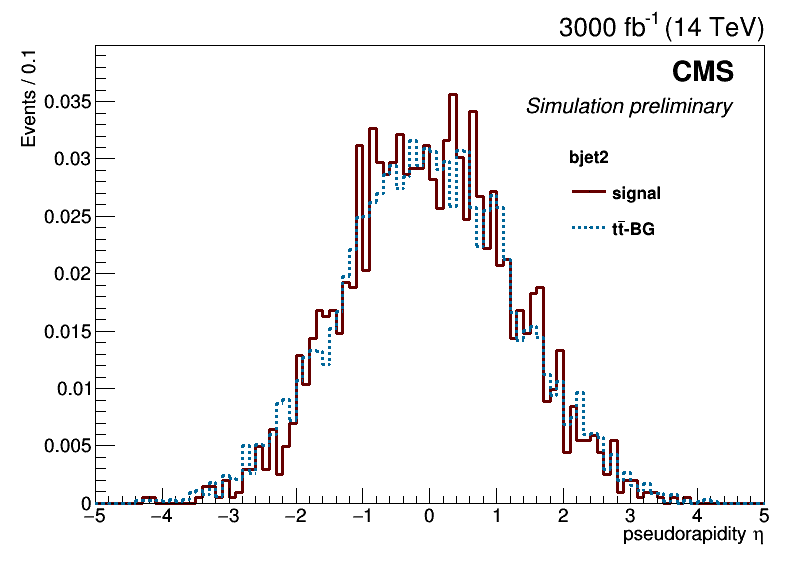 3000 fb⁻¹ (14 TeV)
Events / 0.1
CMS
Simulation preliminary
bjet2
signal
tt̄-BG
0.035
0.03
0.025
0.02
0.015
0.01
0.005
0
−5 −4 −3 −2 −1 0 1 2 3 4 5
pseudorapidity η